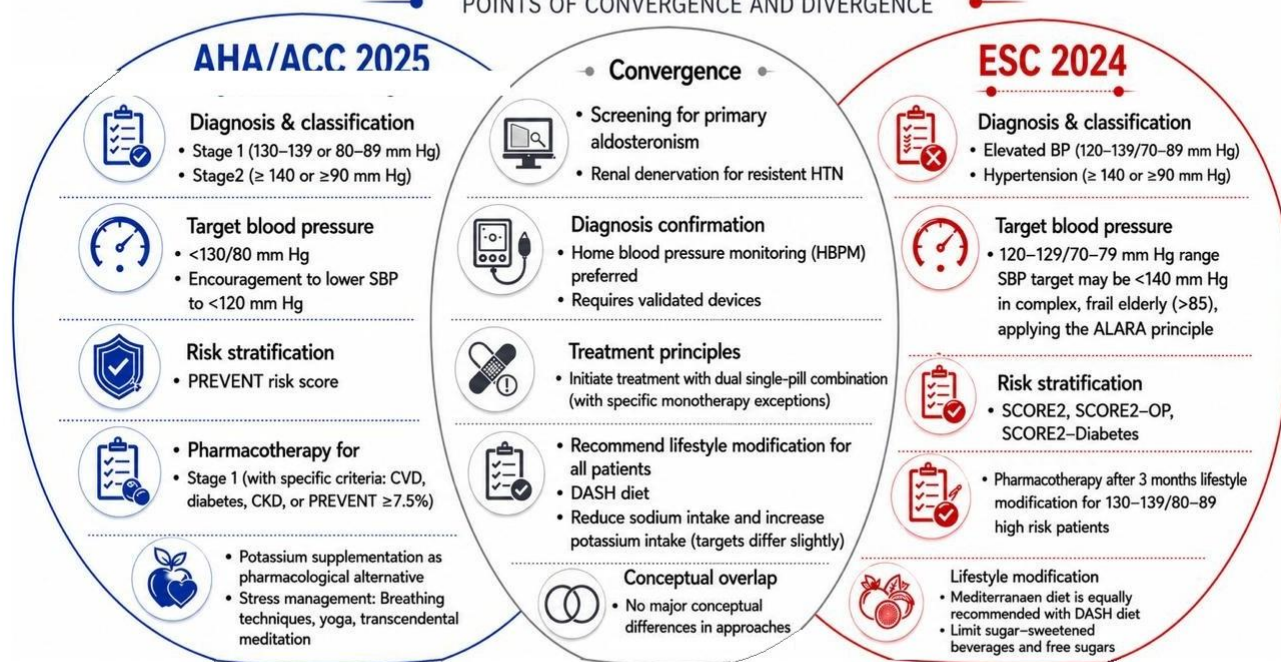 POINTS OF CONVERGENCE AND DIVERGENCE
AHA/ACC 2025
Diagnosis & classification
• Stage 1 (130–139 or 80–89 mm Hg)
• Stage2 (≥ 140 or ≥90 mm Hg)
Target blood pressure
• <130/80 mm Hg
• Encouragement to lower SBP
to <120 mm Hg
Risk stratification
• PREVENT risk score
• Pharmacotherapy for
• Stage 1 (with specific criteria: CVD,
diabetes, CKD, or PREVENT ≥7.5%)
• Potassium supplementation as
pharmacological alternative
• Stress management: Breathing
techniques, yoga, transcendental
meditation
Convergence
• Screening for primary
aldosteronism
• Renal denervation for resistent HTN
Diagnosis confirmation
• Home blood pressure monitoring (HBPM)
preferred
• Requires validated devices
Treatment principles
• Initiate treatment with dual single-pill combination
(with specific monotherapy exceptions)
• Recommend lifestyle modification for
all patients
• DASH diet
• Reduce sodium intake and increase
potassium intake (targets differ slightly)
Conceptual overlap
• No major conceptual
differences in approaches
ESC 2024
Diagnosis & classification
• Elevated BP (120–139/70–89 mm Hg)
• Hypertension (≥ 140 or ≥90 mm Hg)
Target blood pressure
• 120–129/70–79 mm Hg range
SBP target may be <140 mm Hg
in complex, frail elderly (>85),
applying the ALARA principle
Risk stratification
• SCORE2, SCORE2–OP,
SCORE2–Diabetes
• Pharmacotherapy after 3 months lifestyle
modification for 130–139/80–89
high risk patients
Lifestyle modification
• Mediterranaen diet is equally
recommended with DASH diet
• Limit sugar–sweetened
beverages and free sugars